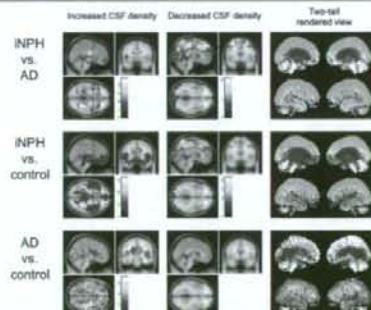 Increased CSF density
Decreased CSF density
Two-tail
rendered view
iNPH
vs.
AD
iNPH
vs.
control
AD
vs.
control